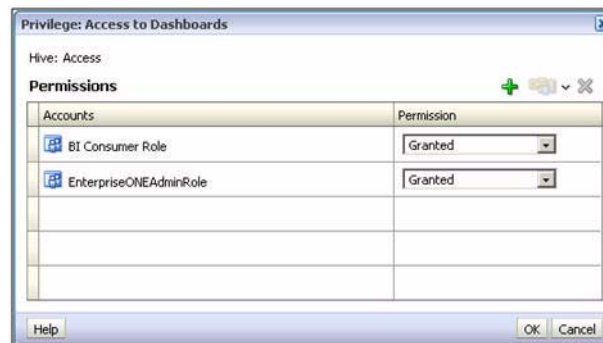 Privilege: Access to Dashboards
Hive: Access
Permissions
Accounts Permission
BI Consumer Role Granted
EnterpriseONEAdminRole Granted
Help OK Cancel